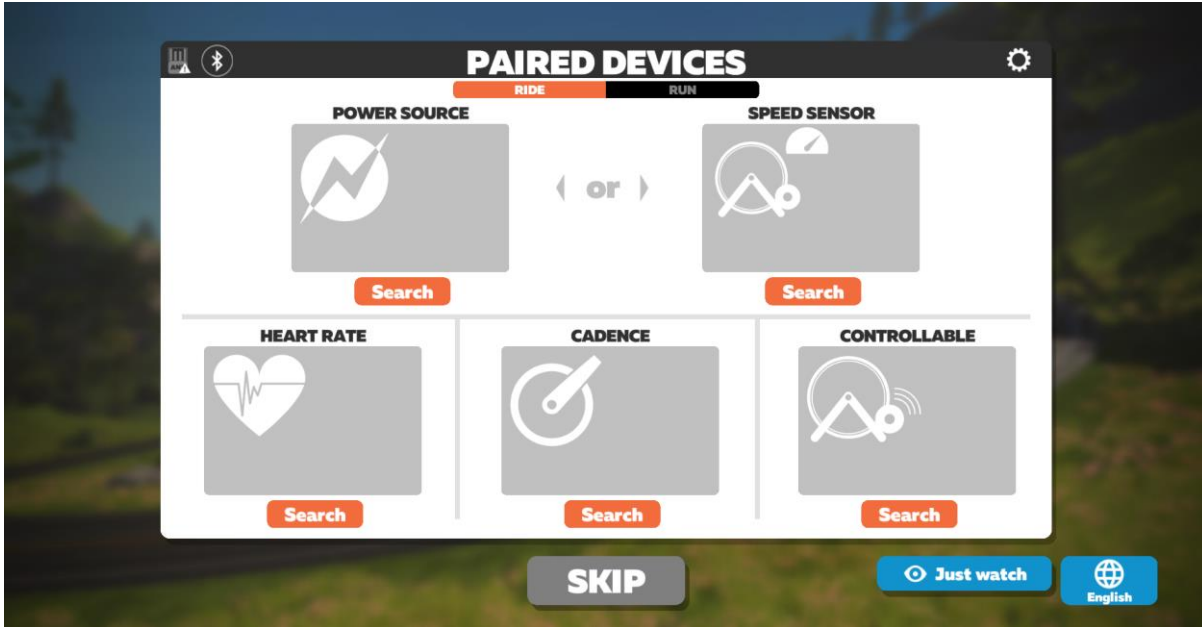 ANT
PAIRED DEVICES
RIDE RUN
POWER SOURCE
SPEED SENSOR
or
Search
Search
HEART RATE
CADENCE
CONTROLLABLE
Search
Search
Search
SKIP
Just watch
English